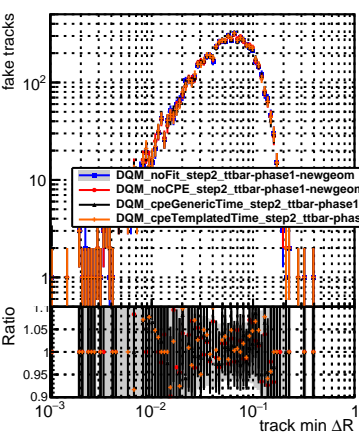 fake tracks
10²
10
1
DQM_noFit_step2_ttbar-phase1-newgeom
DQM_noCPE_step2_ttbar-phase1-newgeom
DQM_cpeGenericTime_step2_ttbar-phase1
DQM_cpeTemplatedTime_step2_ttbar-phas
Ratio
1.05
1
0.95
0.9
10⁻³
10⁻²
10⁻¹
1
track min ΔR